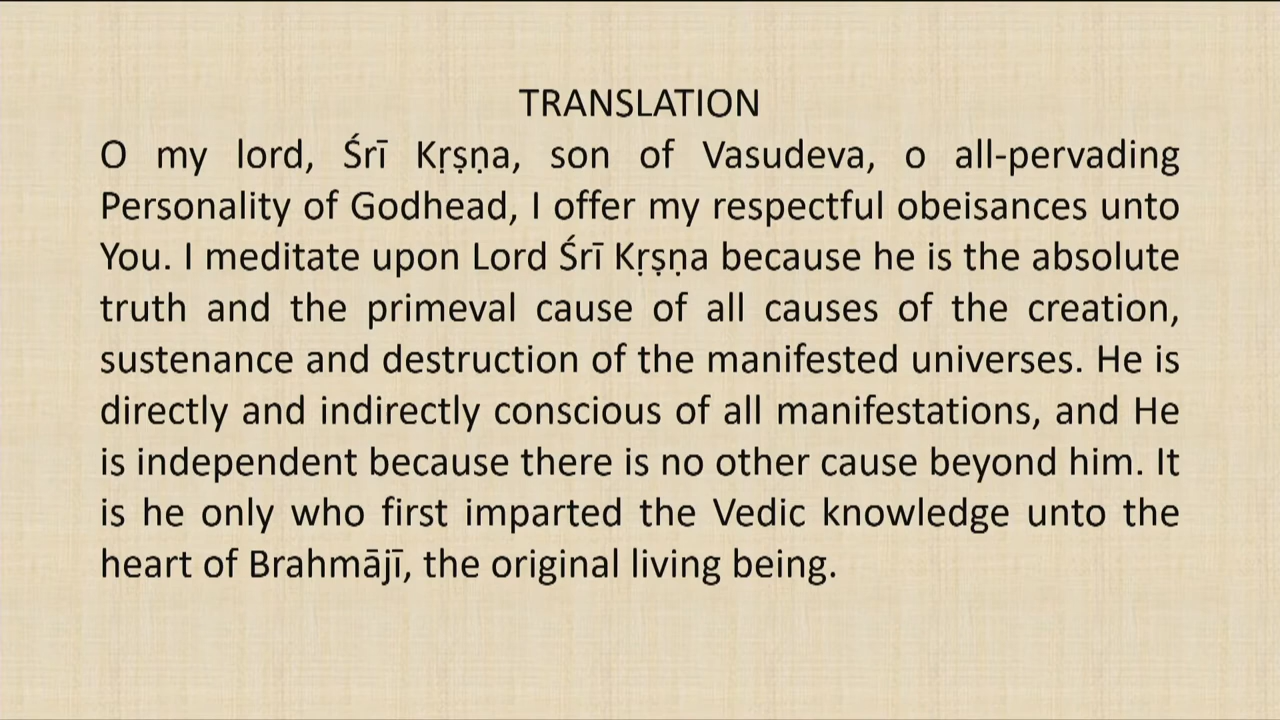 TRANSLATION
O my lord, Śrī Kṛṣṇa, son of Vasudeva, o all-pervading
Personality of Godhead, I offer my respectful obeisances unto
You. I meditate upon Lord Śrī Kṛṣṇa because he is the absolute
truth and the primeval cause of all causes of the creation,
sustenance and destruction of the manifested universes. He is
directly and indirectly conscious of all manifestations, and He
is independent because there is no other cause beyond him. It
is he only who first imparted the Vedic knowledge unto the
heart of Brahmājī, the original living being.